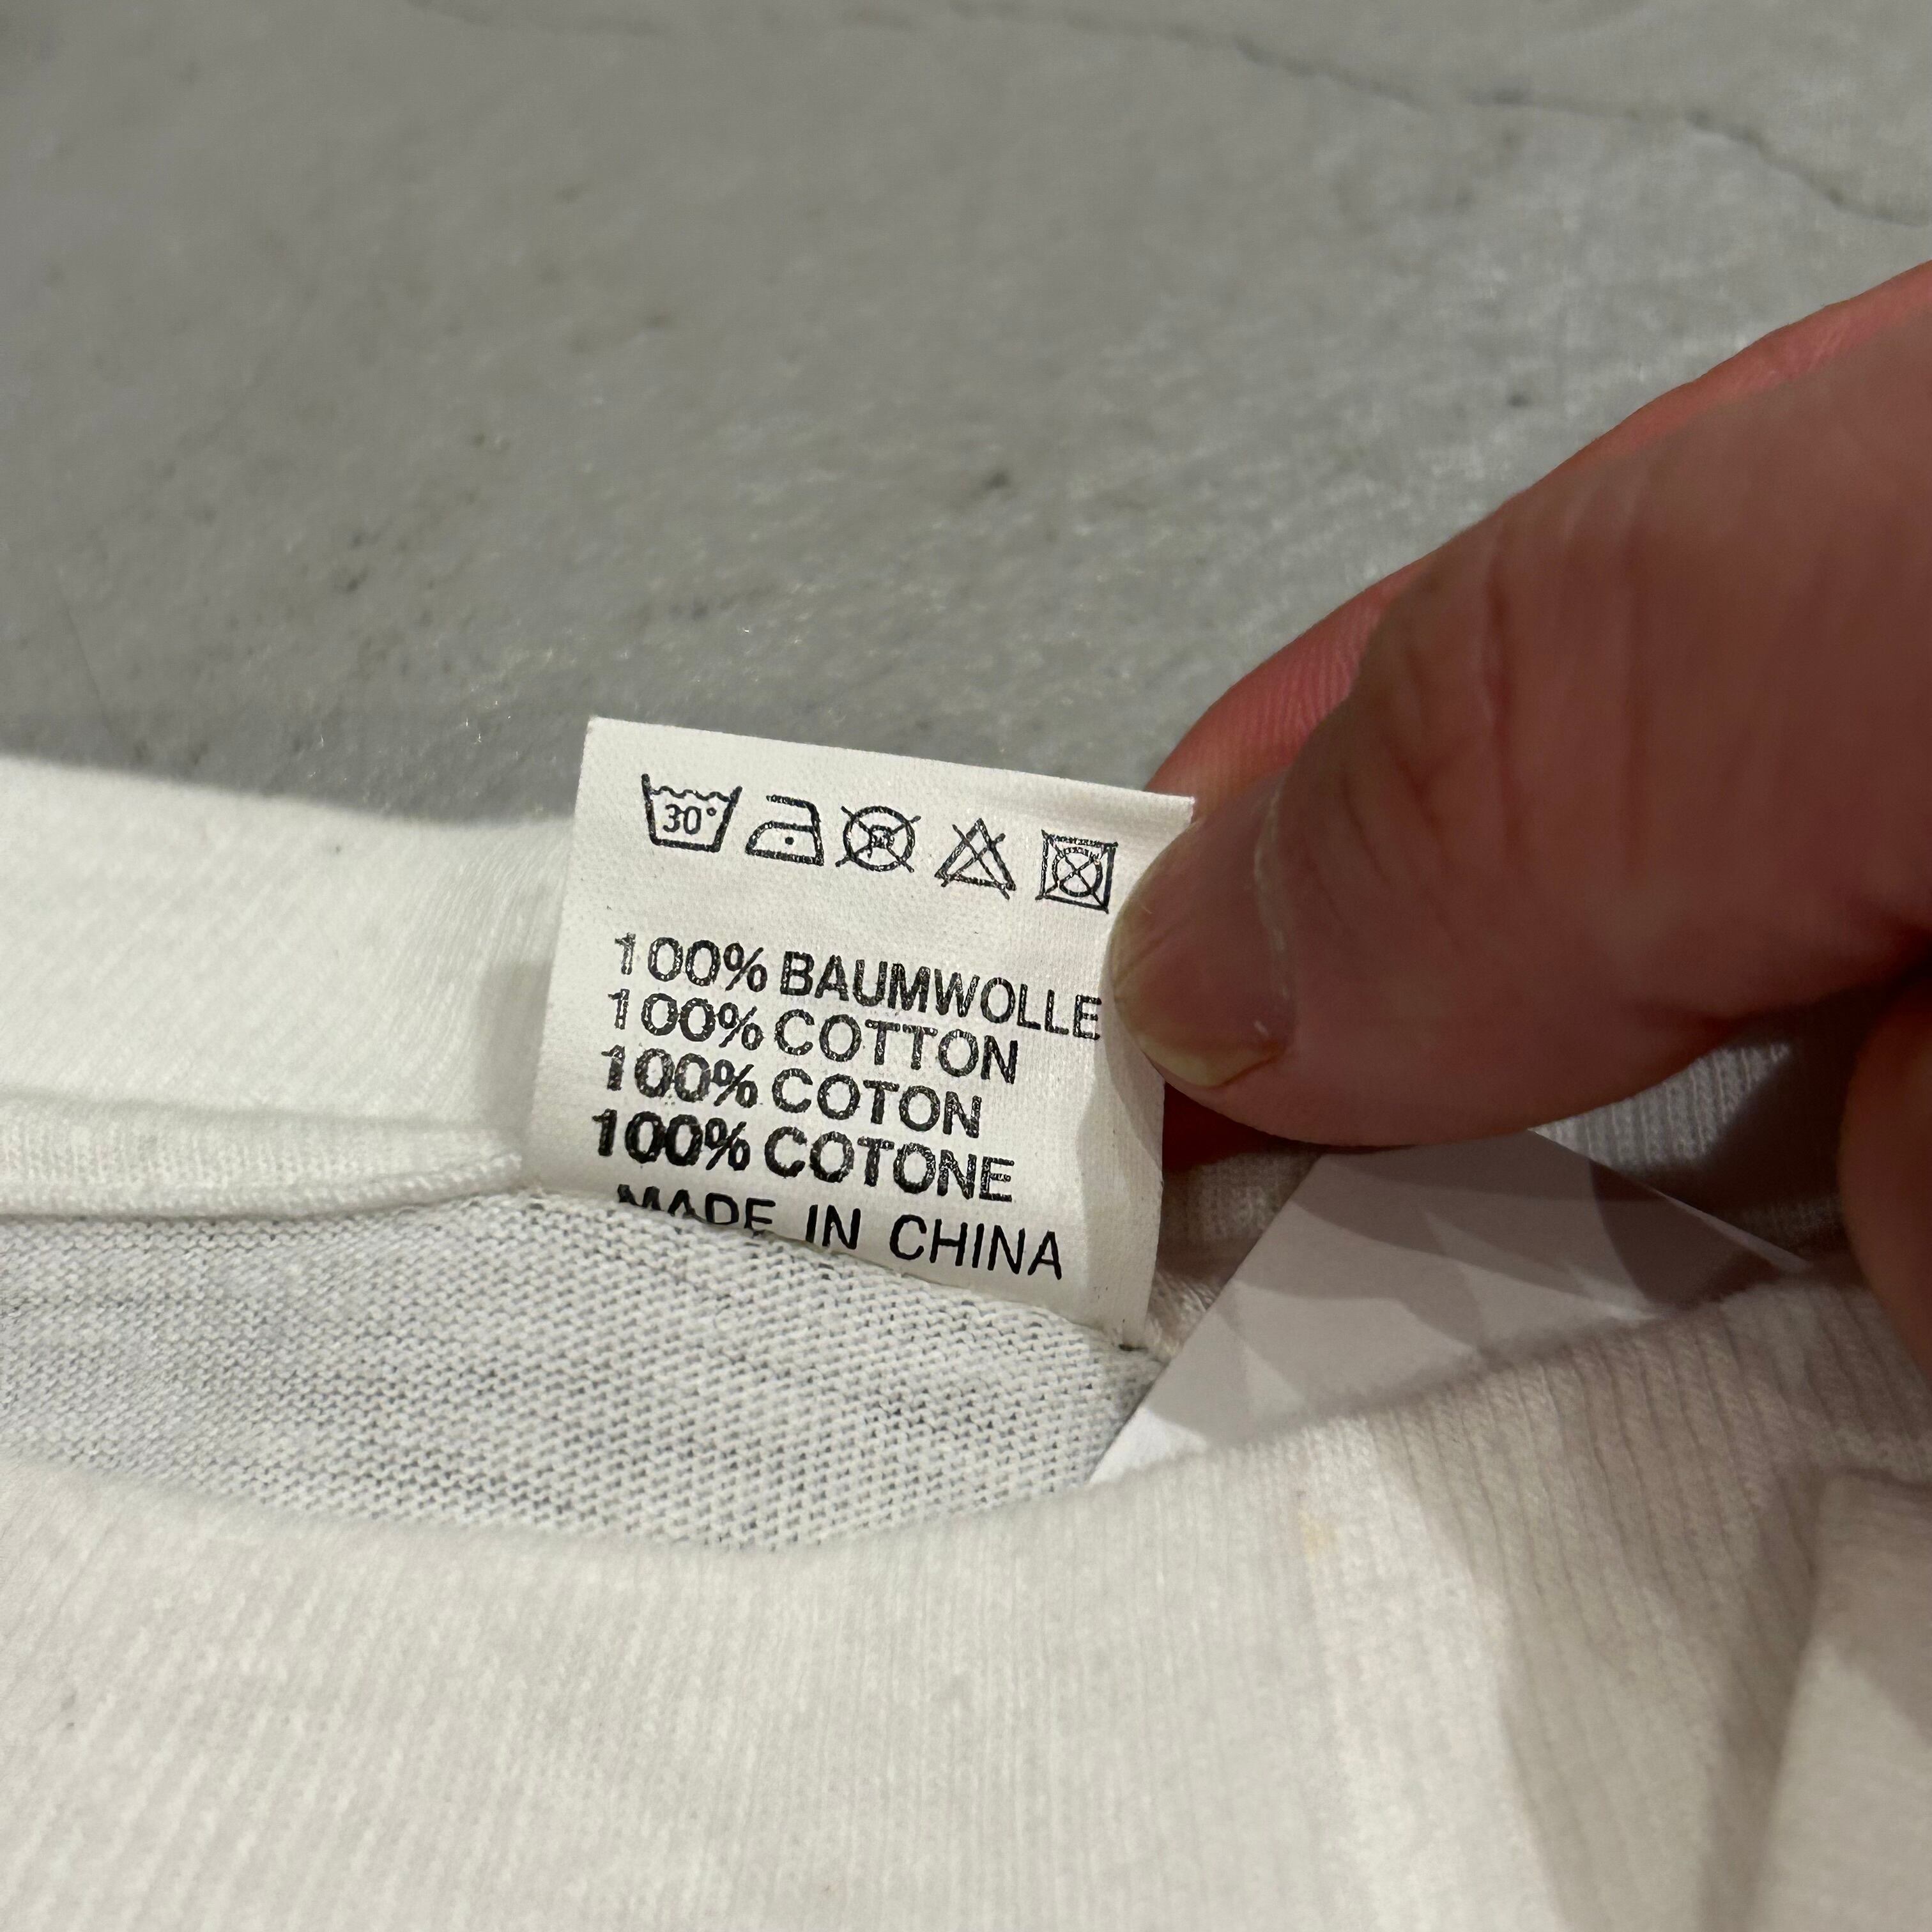 30°
100% BAUMWOLLE
100% COTTON
100% COTON
100% COTONE
MADE IN CHINA